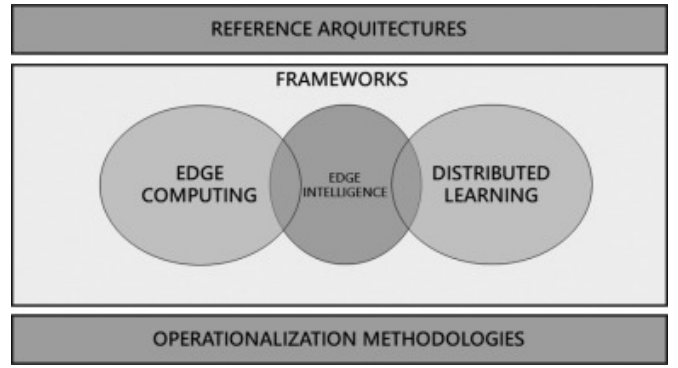 REFERENCE ARQUITECTURES
FRAMEWORKS
EDGE
COMPUTING
EDGE
INTELLIGENCE
DISTRIBUTED
LEARNING
OPERATIONALIZATION METHODOLOGIES